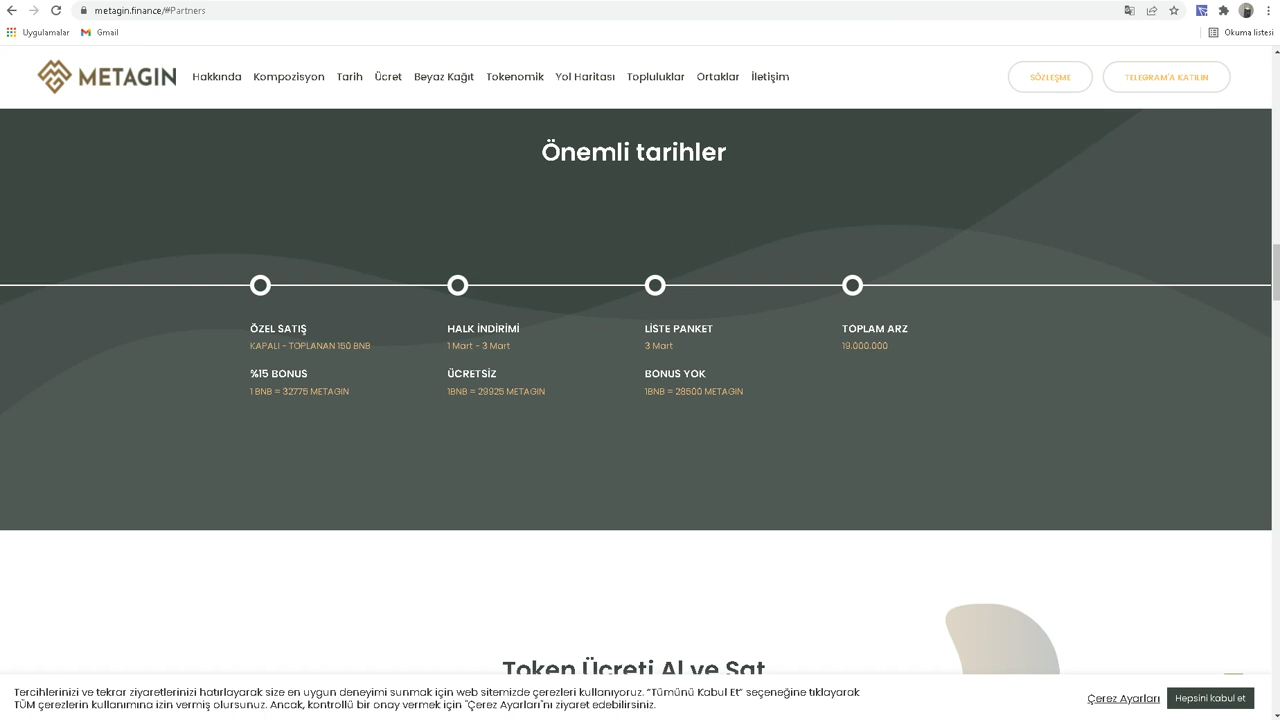 metagin.finance/#Partners
Uygulamalar
Gmail
Okuma listesi
METAGIN
Hakkında
Kompozisyon
Tarih
Ücret
Beyaz Kağıt
Tokenomik
Yol Haritası
Topluluklar
Ortaklar
İletişim
SÖZLEŞME
TELEGRAM'A KATILIN
Önemli tarihler
ÖZEL SATIŞ
KAPALI - TOPLANAN 150 BNB
%15 BONUS
1 BNB = 32775 METAGIN
HALK İNDİRİMİ
1 Mart - 3 Mart
ÜCRETSİZ
1BNB = 29925 METAGIN
LİSTE PANKET
3 Mart
BONUS YOK
1BNB = 28500 METAGIN
TOPLAM ARZ
19.000.000
Token Ücreti Al ve Sat
Tercihlerinizi ve tekrar ziyaretlerinizi hatırlayarak size en uygun deneyimi sunmak için web sitemizde çerezleri kullanıyoruz. “Tümünü Kabul Et” seçeneğine tıklayarak
TÜM çerezlerin kullanımına izin vermiş olursunuz. Ancak, kontrollü bir onay vermek için "Çerez Ayarları"nı ziyaret edebilirsiniz.
Çerez Ayarları
Hepsini kabul et